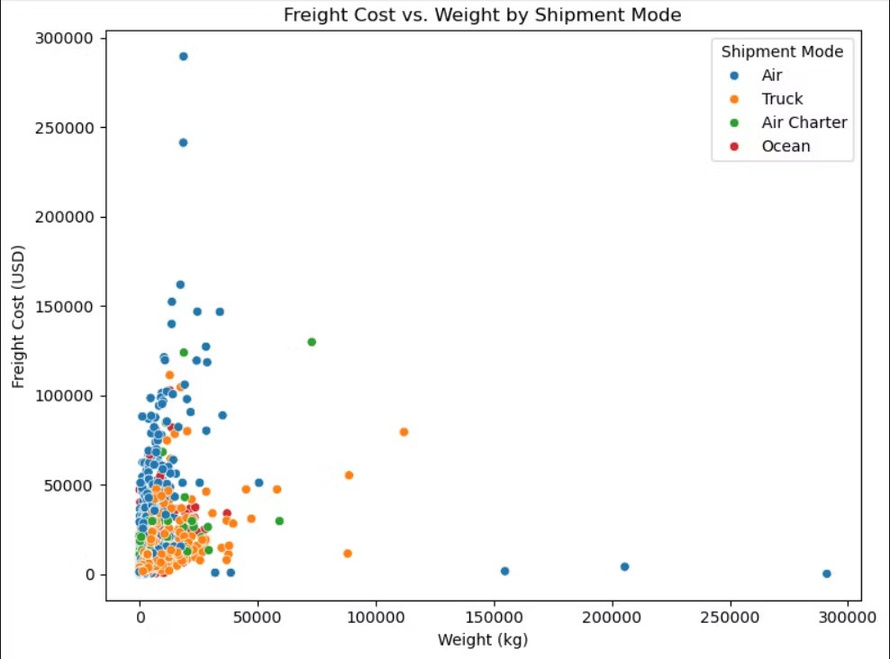 Freight Cost vs. Weight by Shipment Mode
300000
250000
200000
150000
100000
50000
0
Freight Cost (USD)
Shipment Mode
Air
Truck
Air Charter
Ocean
0 50000 100000 150000 200000 250000 300000
Weight (kg)